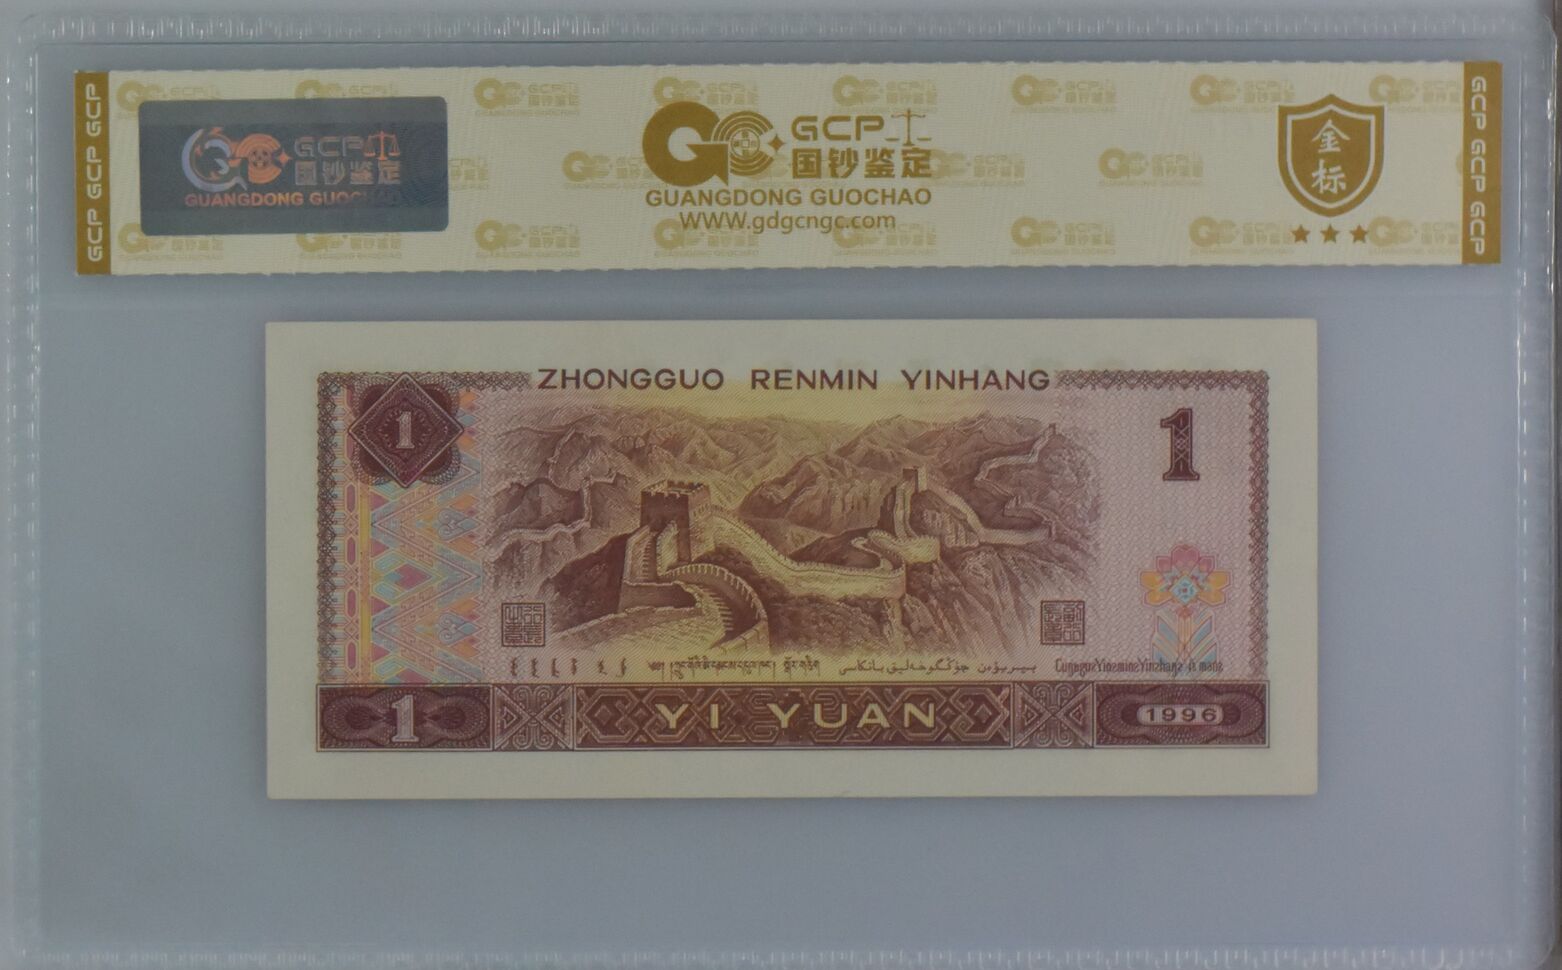 GCP GCP GCP
GCP
国钞鉴定
GUANGDONG GUOC
GCP
国钞鉴定
GUANGDONG GUOCHAO
WWW.gdgcngc.com
金标
GCP GCP GCP
ZHONGGUO RENMIN YINHANG
1
1
1
YI YUAN
1996